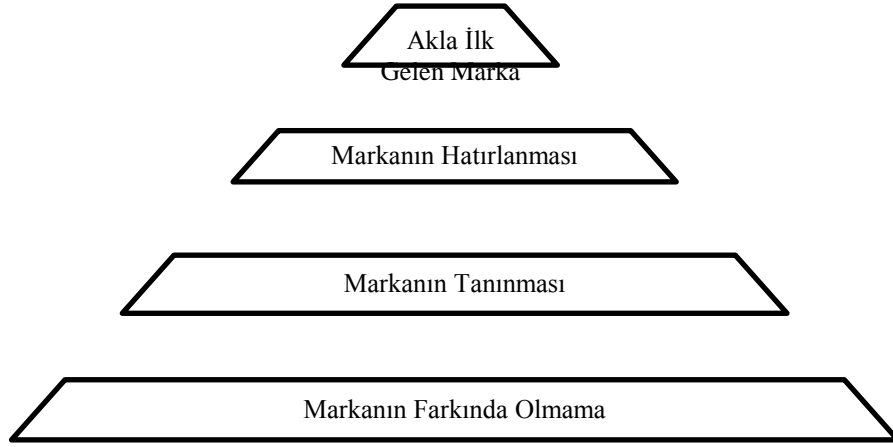 Akla İlk
Gelen Marka
Markanın Hatırlanması
Markanın Tanınması
Markanın Farkında Olmama